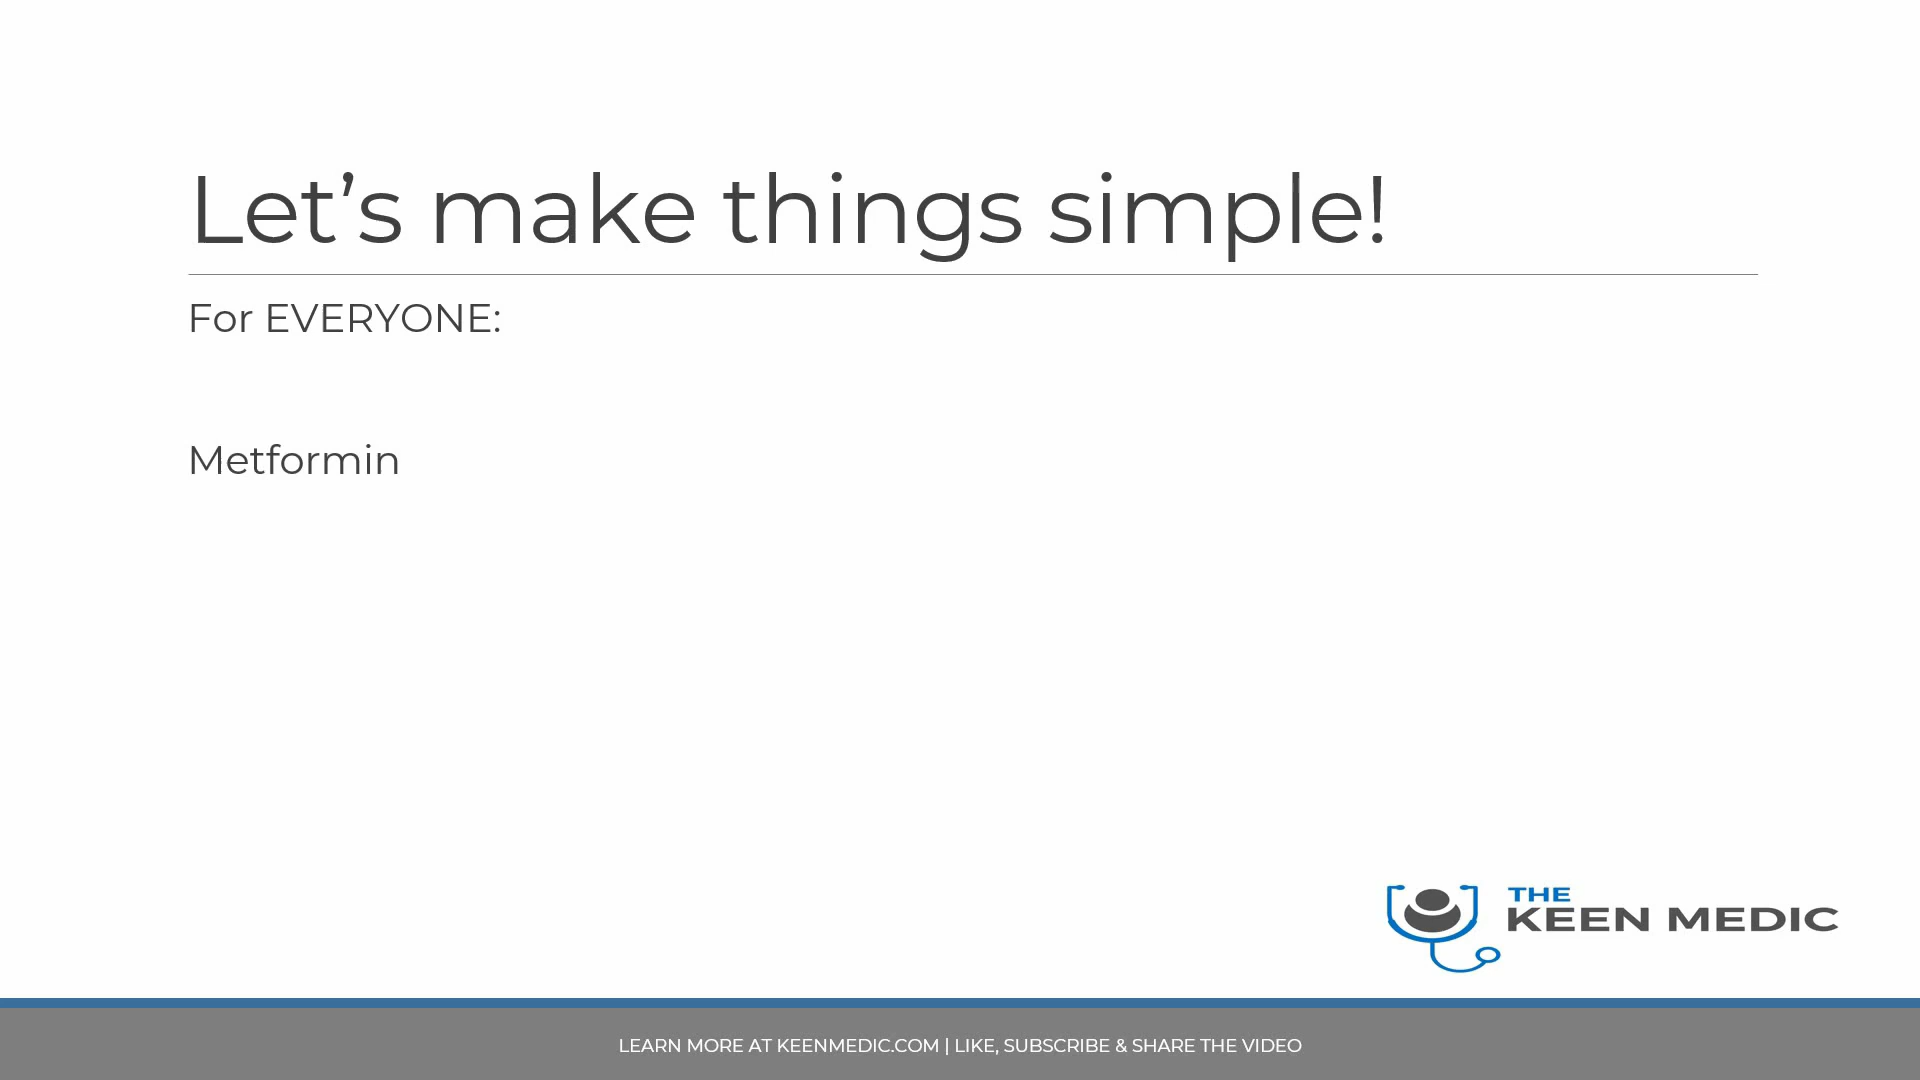 Let’s make things simple!
For EVERYONE:
Metformin
THE
KEEN MEDIC
LEARN MORE AT KEENMEDIC.COM | LIKE, SUBSCRIBE & SHARE THE VIDEO